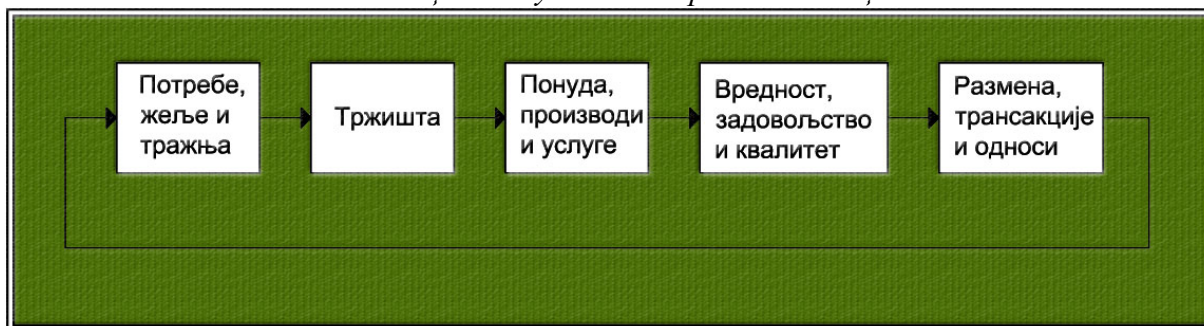 Потребе,
жеље и
тражња
Тржишта
Понуда,
производи
и услуге
Вредност,
задовољство
и квалитет
Размена,
трансакције
и односи